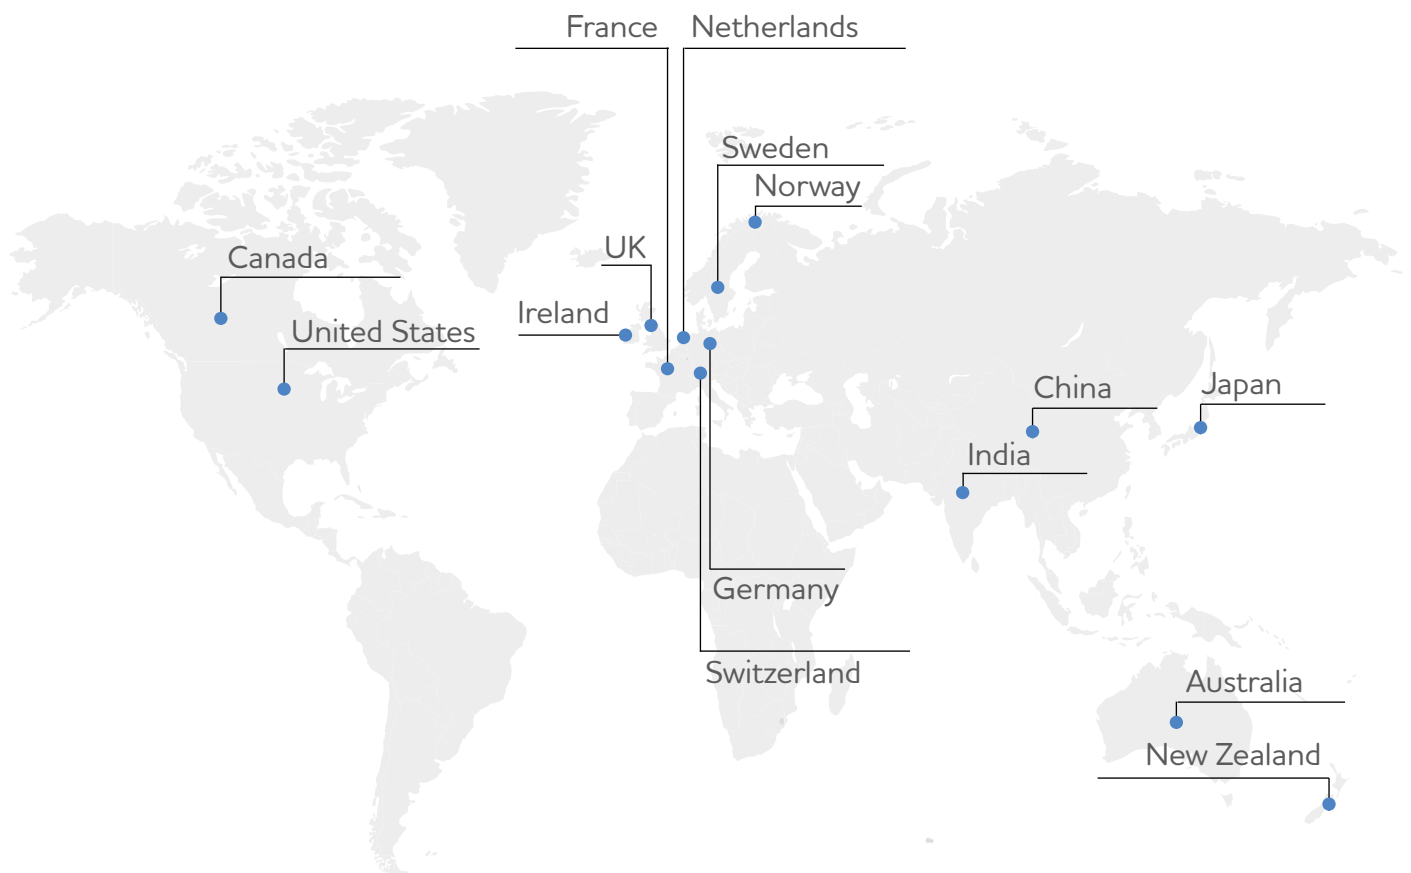 France
Netherlands
Sweden
Norway
UK
Canada
Ireland
United States
China
Japan
India
Germany
Switzerland
Australia
New Zealand